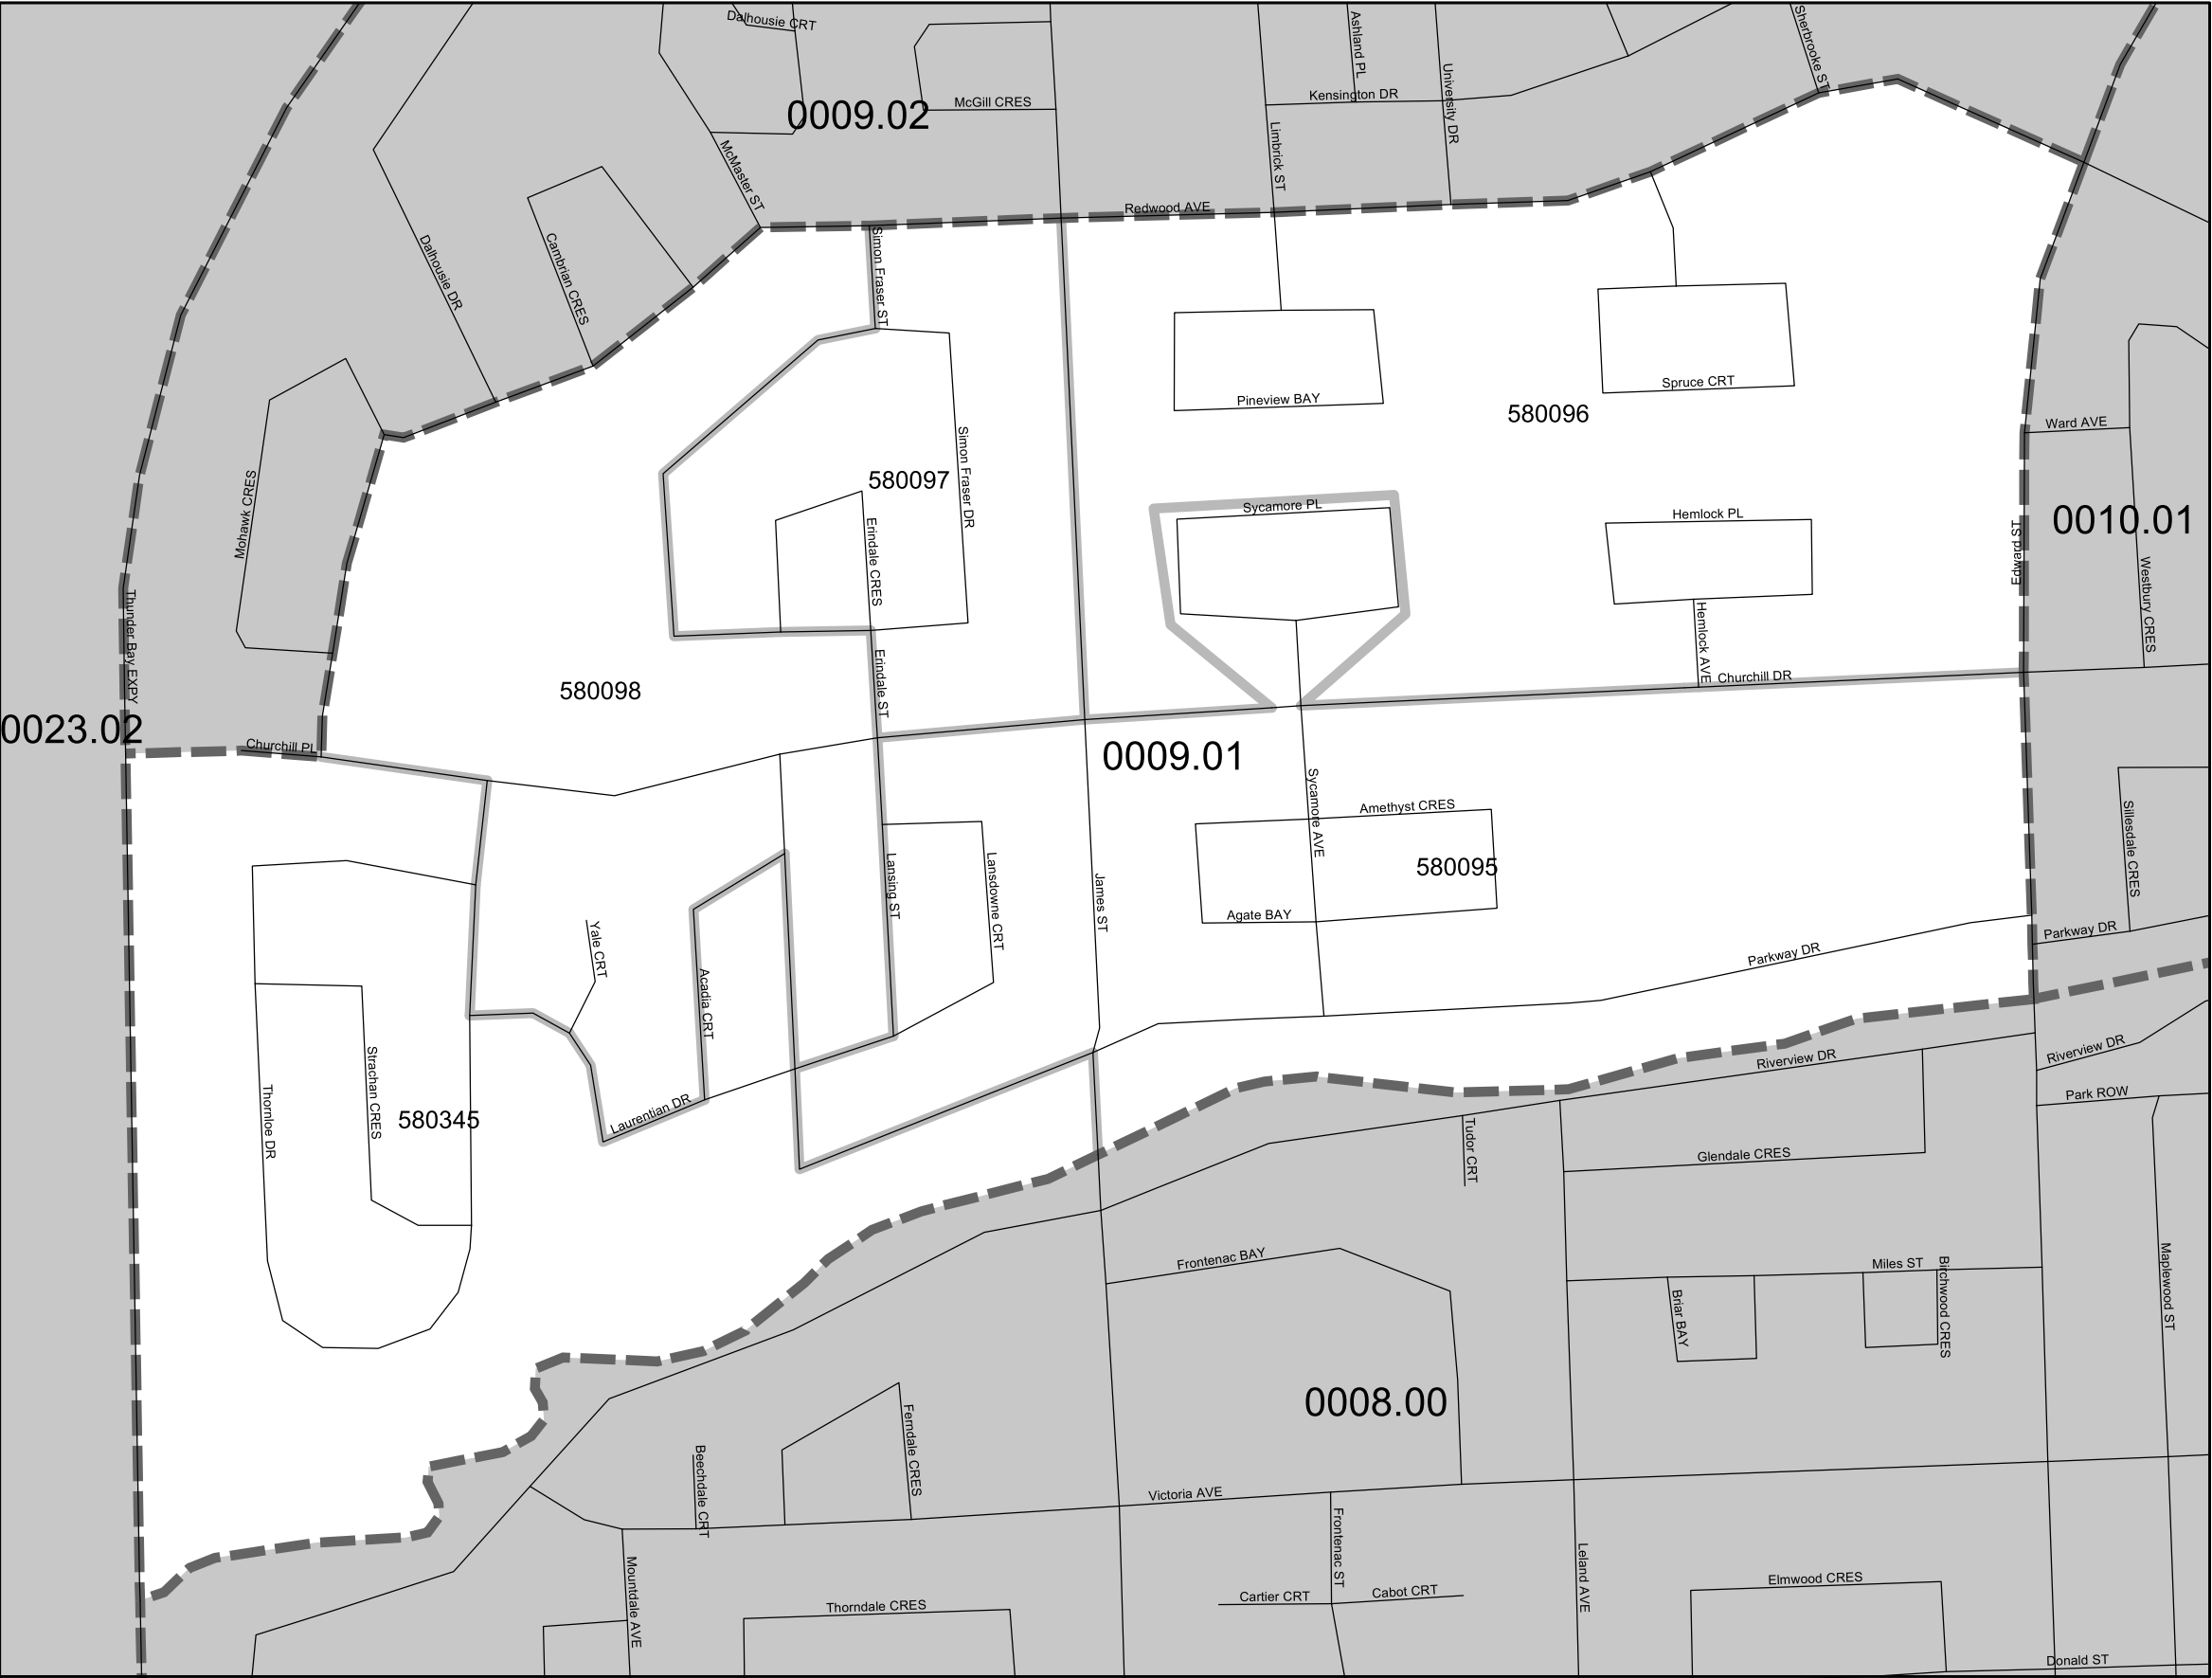 Dalhousie CRT
Ashland PL
Sherbrooke ST
0009.02
McGill CRES
Kensington DR
University DR
Limbrick ST
McMaster ST
Redwood AVE
Dalhousie DR
Cambrian CRES
Simon Fraser ST
Pineview BAY
Spruce CRT
580096
Ward AVE
580097
Simon Fraser DR
Mohawk CRES
Sycamore PL
Hemlock PL
0010.01
Edward ST
Erindale CRES
Westbury CRES
Thunder Bay EXPY
Hemlock AVE
Erindale ST
580098
Churchill DR
0023.02
Churchill PL
0009.01
Sycamore AVE
Amethyst CRES
Sillesdale CRES
580095
Lansing ST
Lansdowne CRT
James ST
Agate BAY
Yale CRT
Parkway DR
Parkway DR
Acadia CRT
Riverview DR
Riverview DR
Strachan CRES
Thornloe DR
580345
Laurentian DR
Park ROW
Tudor CRT
Glendale CRES
Frontenac BAY
Miles ST
Birchwood CRES
Maplewood ST
Briar BAY
0008.00
Ferndale CRES
Beechdale CRT
Victoria AVE
Frontenac ST
Leland AVE
Mountdale AVE
Cartier CRT
Cabot CRT
Elmwood CRES
Thorndale CRES
Donald ST